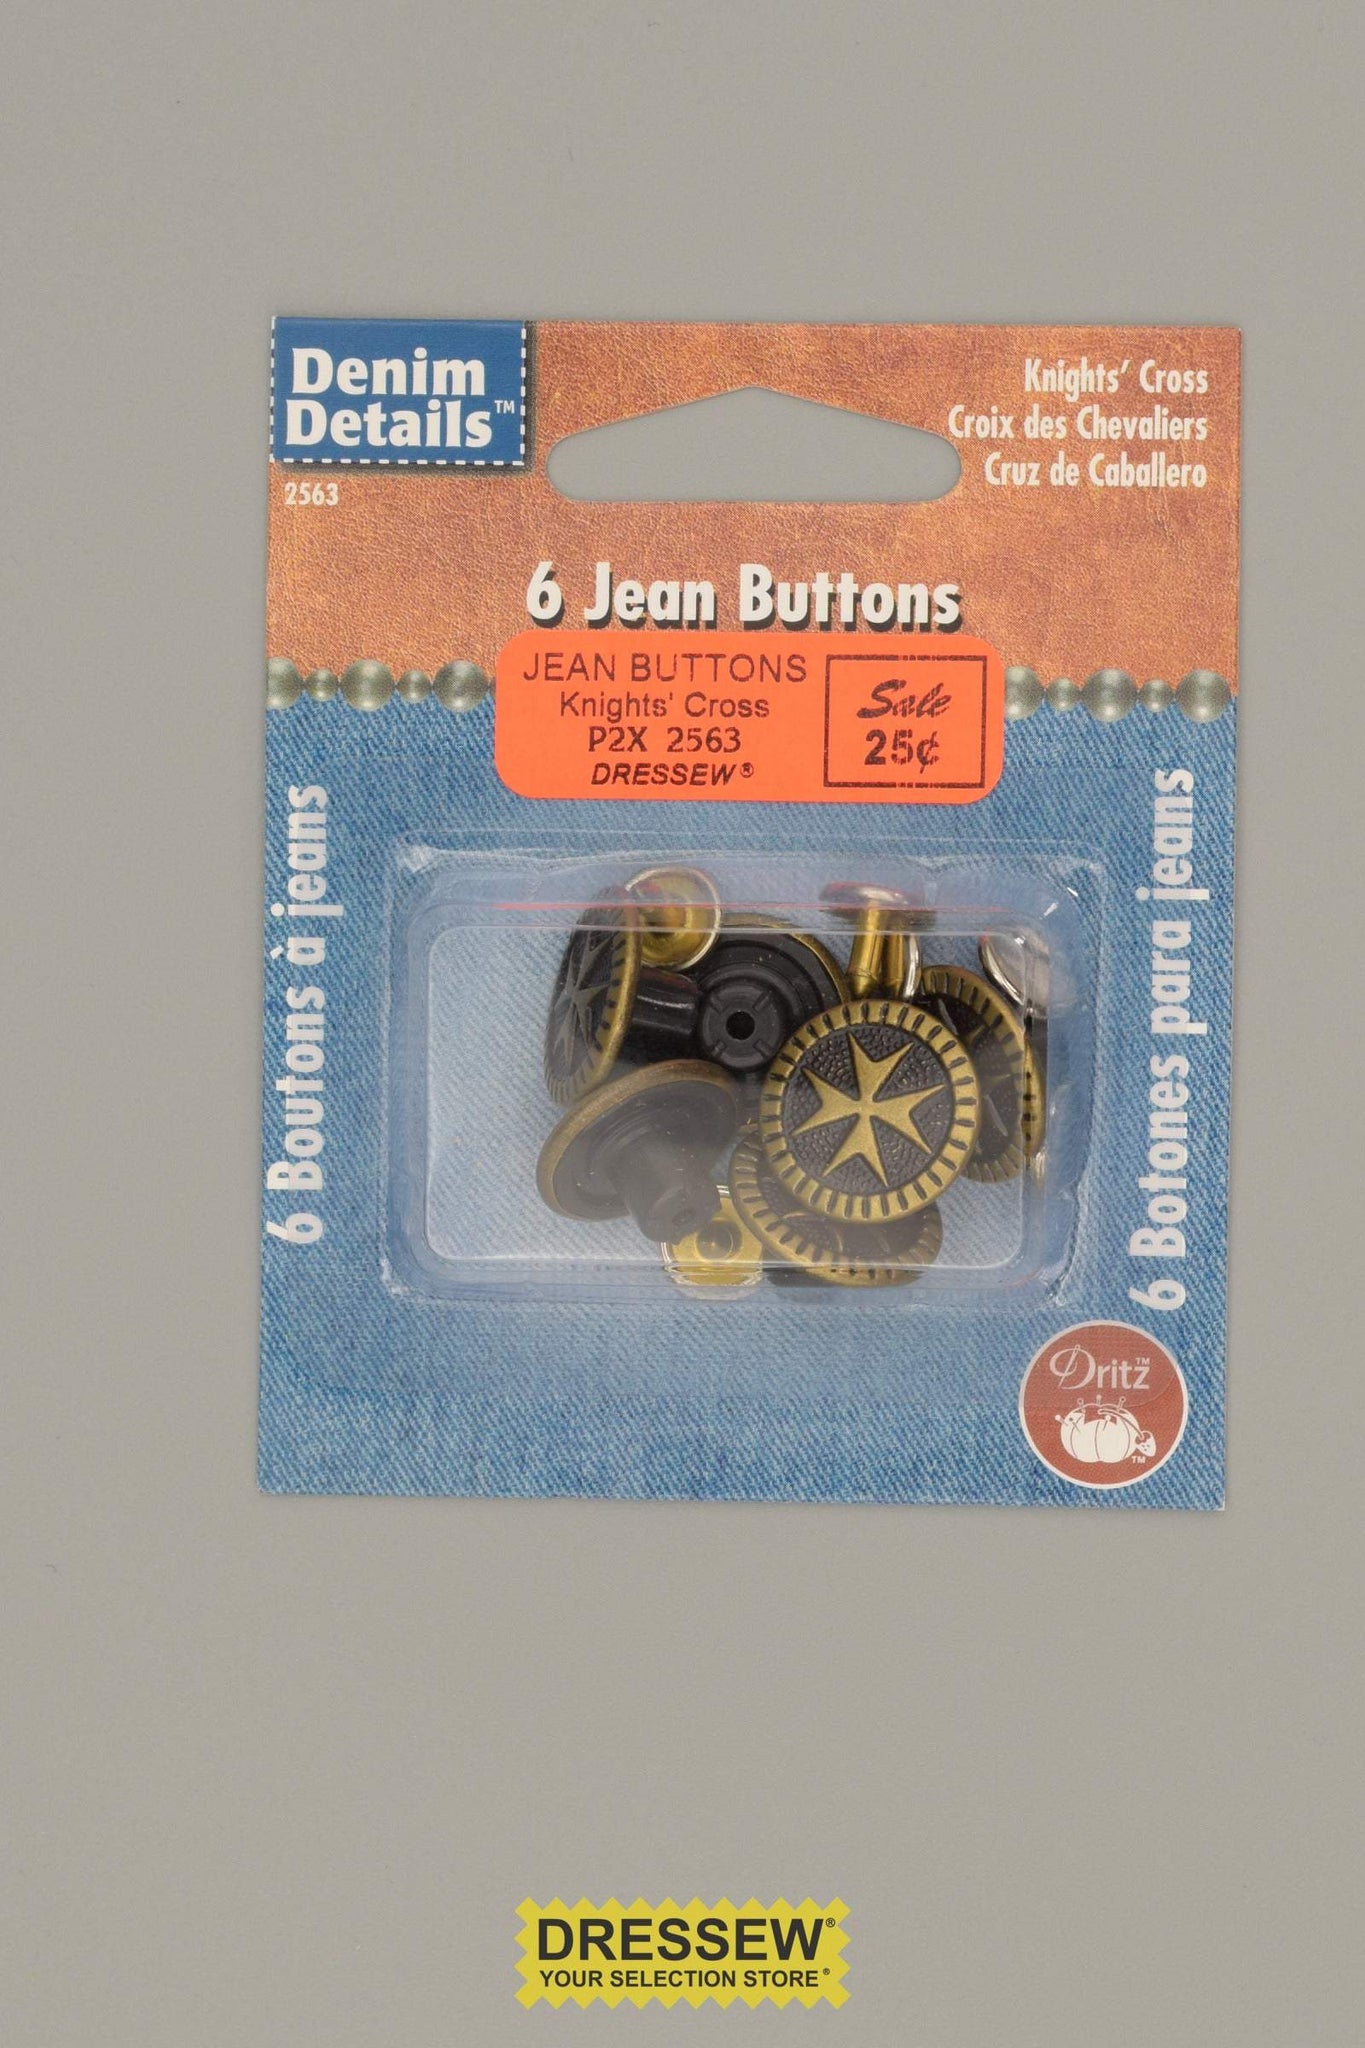 Denim
Details™
2563
Knights' Cross
Croix des Chevaliers
Cruz de Caballero
6 Jean Buttons
JEAN BUTTONS
Knights' Cross
P2X 2563
DRESSEW®
Sale
25¢
6 Boutons à jeans
6 Botones para jeans
Dritz™
™
DRESSEW®
YOUR SELECTION STORE®